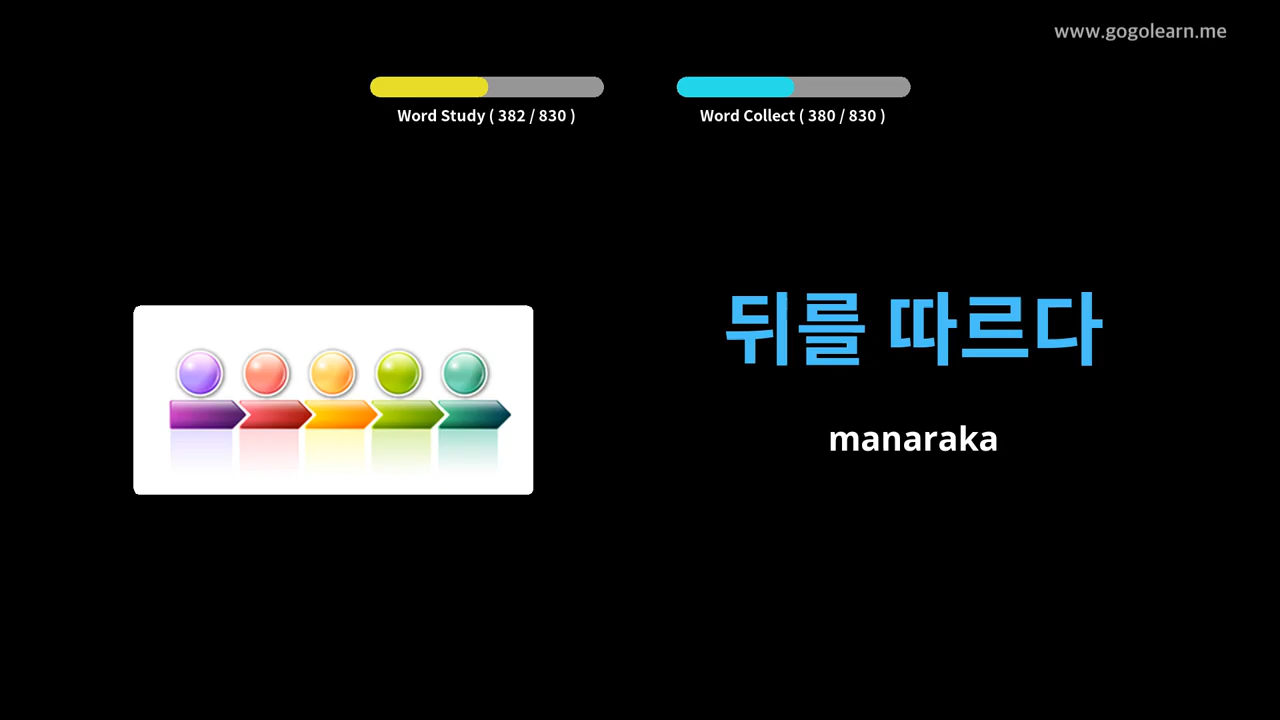 www.gogolearn.me
Word Study ( 382 / 830 )
Word Collect ( 380 / 830 )
뒤를 따르다
manaraka